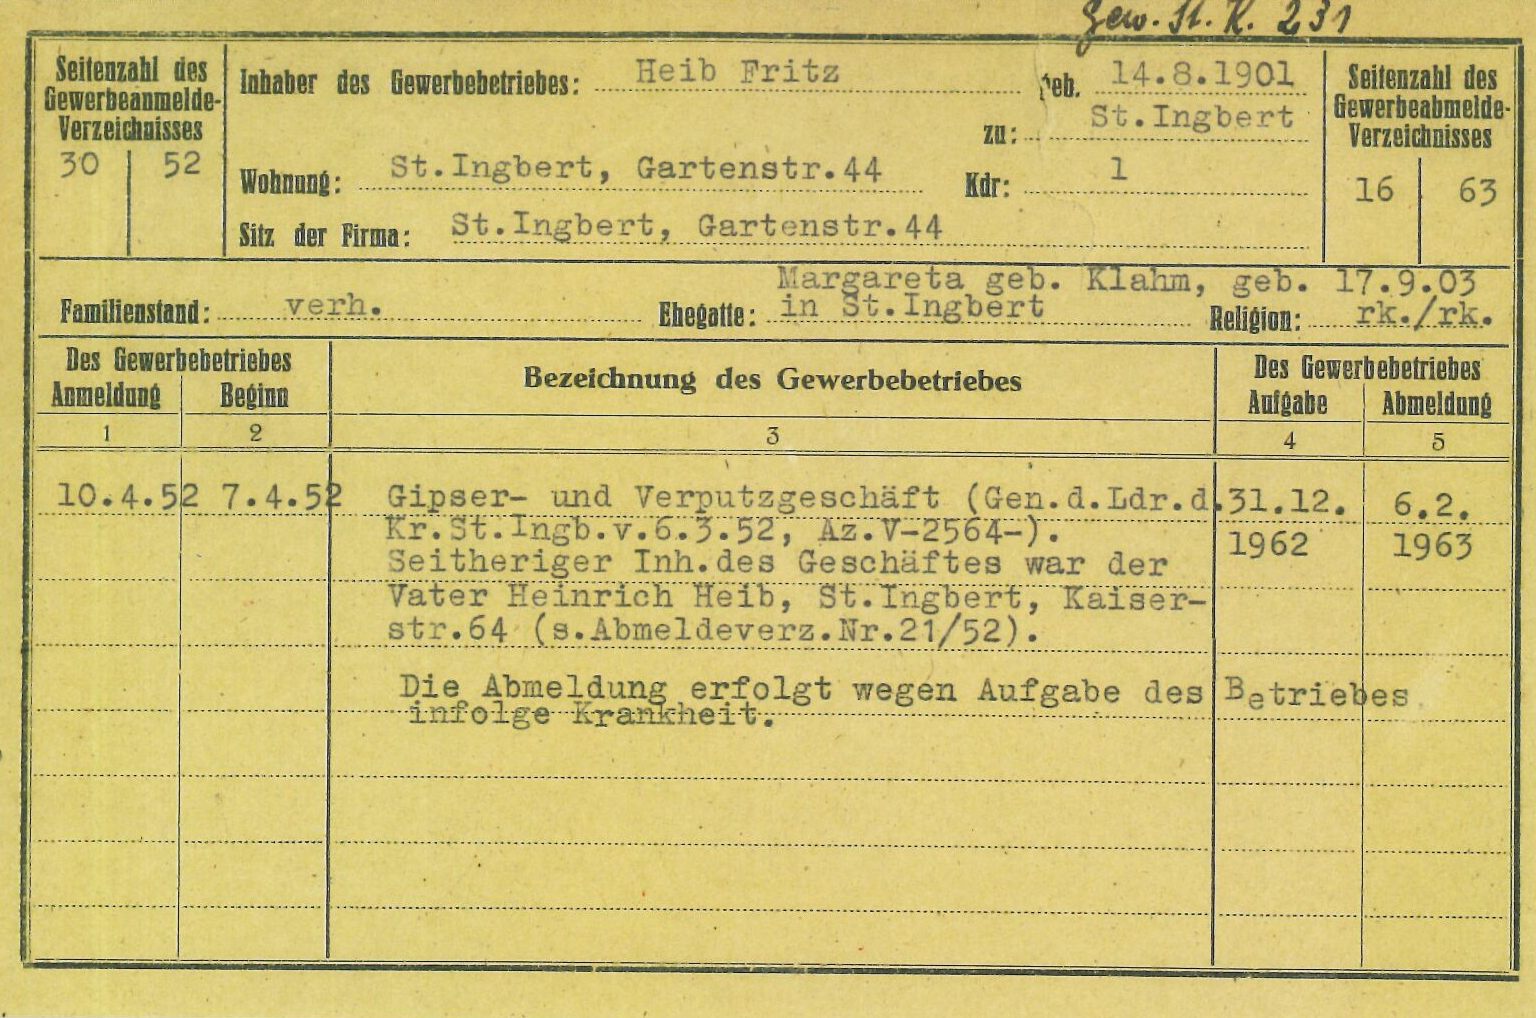 Gew. St. K. 231
Seitenzahl des
Gewerbeanmelde-
Verzeichnisses
30 52
Inhaber des Gewerbebetriebes: Heib Fritz geb. 14.8.1901
zu: St.Ingbert
Wohnung: St.Ingbert, Gartenstr.44 Kdr: 1
Sitz der Firma: St.Ingbert, Gartenstr.44
Seitenzahl des
Gewerbeabmelde-
Verzeichnisses
16 63
Margareta geb. Klahm, geb. 17.9.03
Familienstand: verh. Ehegatte: in St.Ingbert Religion: rk./rk.
Des Gewerbebetriebes
Anmeldung Beginn
Bezeichnung des Gewerbebetriebes
Des Gewerbebetriebes
Aufgabe Abmeldung
1 2 3 4 5
10.4.52 7.4.52 Gipser- und Verputzgeschäft (Gen.d.Ldr.d. 31.12. 6.2.
Kr.St.Ingb.v.6.3.52, Az.V-2564-). 1962 1963
Seitheriger Inh.des Geschäftes war der
Vater Heinrich Heib, St.Ingbert, Kaiser-
str.64 (s.Abmeldeverz.Nr.21/52).
Die Abmeldung erfolgt wegen Aufgabe des Betriebes
infolge Krankheit.